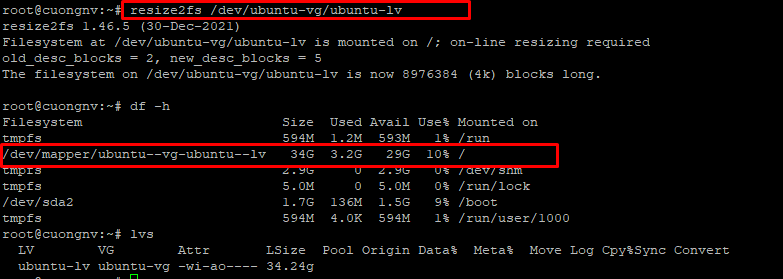 root@cuongnv:~# resize2fs /dev/ubuntu-vg/ubuntu-lv
resize2fs 1.46.5 (30-Dec-2021)
Filesystem at /dev/ubuntu-vg/ubuntu-lv is mounted on /; on-line resizing required
old_desc_blocks = 2, new_desc_blocks = 5
The filesystem on /dev/ubuntu-vg/ubuntu-lv is now 8976384 (4k) blocks long.

root@cuongnv:~# df -h
Filesystem                         Size  Used Avail Use% Mounted on
tmpfs                              594M  1.2M  593M   1% /run
/dev/mapper/ubuntu--vg-ubuntu--lv   34G  3.2G   29G  10% /
tmpfs                              2.9G     0  2.9G   0% /dev/shm
tmpfs                              5.0M     0  5.0M   0% /run/lock
/dev/sda2                          1.7G  136M  1.5G   9% /boot
tmpfs                              594M  4.0K  594M   1% /run/user/1000
root@cuongnv:~# lvs
  LV        VG        Attr       LSize  Pool Origin Data%  Meta%  Move Log Cpy%Sync Convert
  ubuntu-lv ubuntu-vg -wi-ao---- 34.24g